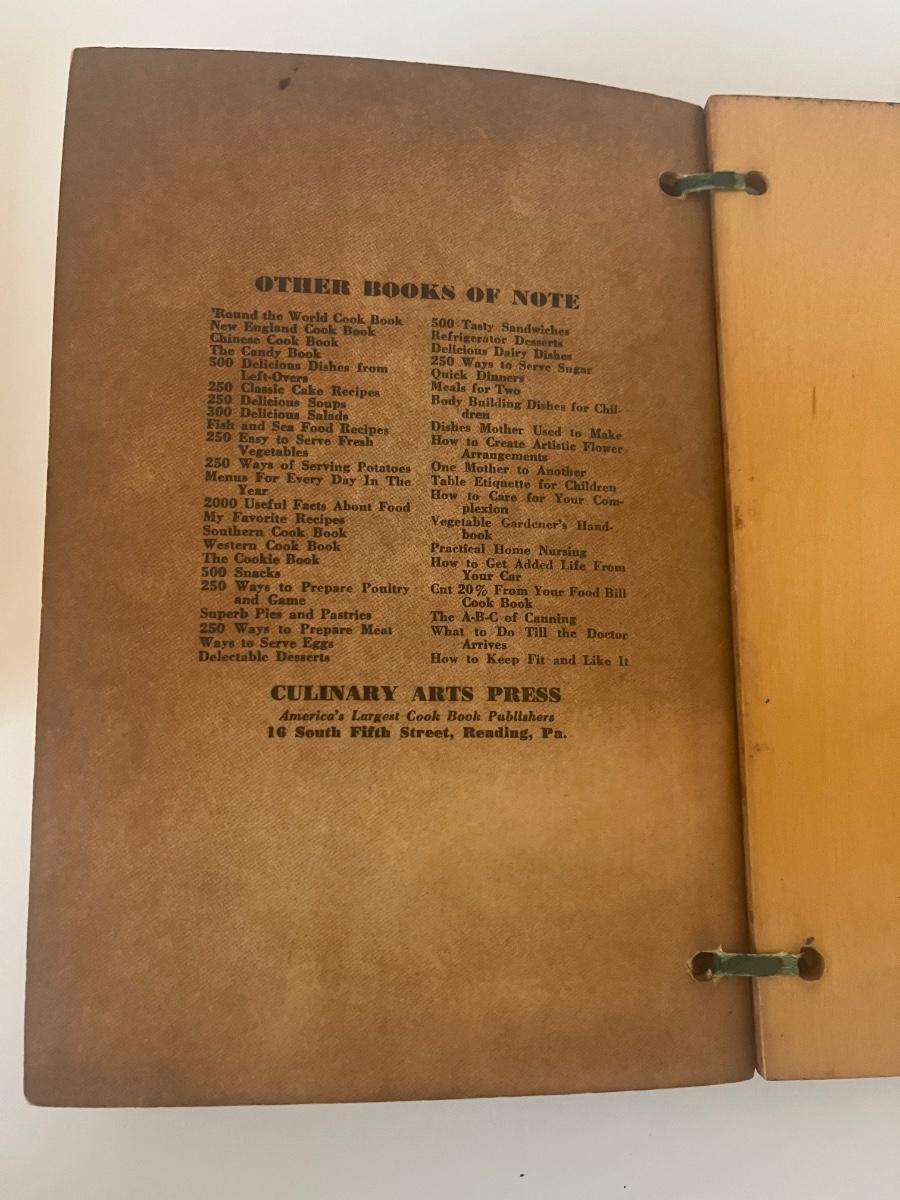 OTHER BOOKS OF NOTE
'Round the World Cook Book
New England Cook Book
Chinese Cook Book
The Candy Book
500 Delicious Dishes from
Left-Overs
250 Classic Cake Recipes
250 Delicious Soups
300 Delicious Salads
Fish and Sea Food Recipes
250 Easy to Serve Fresh
Vegetables
250 Ways of Serving Potatoes
Menus For Every Day In The
Year
2000 Useful Facts About Food
My Favorite Recipes
Southern Cook Book
Western Cook Book
The Cookie Book
500 Snacks
250 Ways to Prepare Poultry
and Game
Superb Pies and Pastries
250 Ways to Prepare Meat
Ways to Serve Eggs
Delectable Desserts
500 Tasty Sandwiches
Refrigerator Desserts
Delicious Dairy Dishes
250 Ways to Serve Sugar
Quick Dinners
Meals for Two
Body Building Dishes for Chil-
dren
Dishes Mother Used to Make
How to Create Artistic Flower
Arrangements
One Mother to Another
Table Etiquette for Children
How to Care for Your Com-
plexion
Vegetable Gardener's Hand-
book
Practical Home Nursing
How to Get Added Life From
Your Car
Cut 20% From Your Food Bill
Cook Book
The A-B-C of Canning
What to Do Till the Doctor
Arrives
How to Keep Fit and Like It
CULINARY ARTS PRESS
America's Largest Cook Book Publishers
16 South Fifth Street, Reading, Pa.